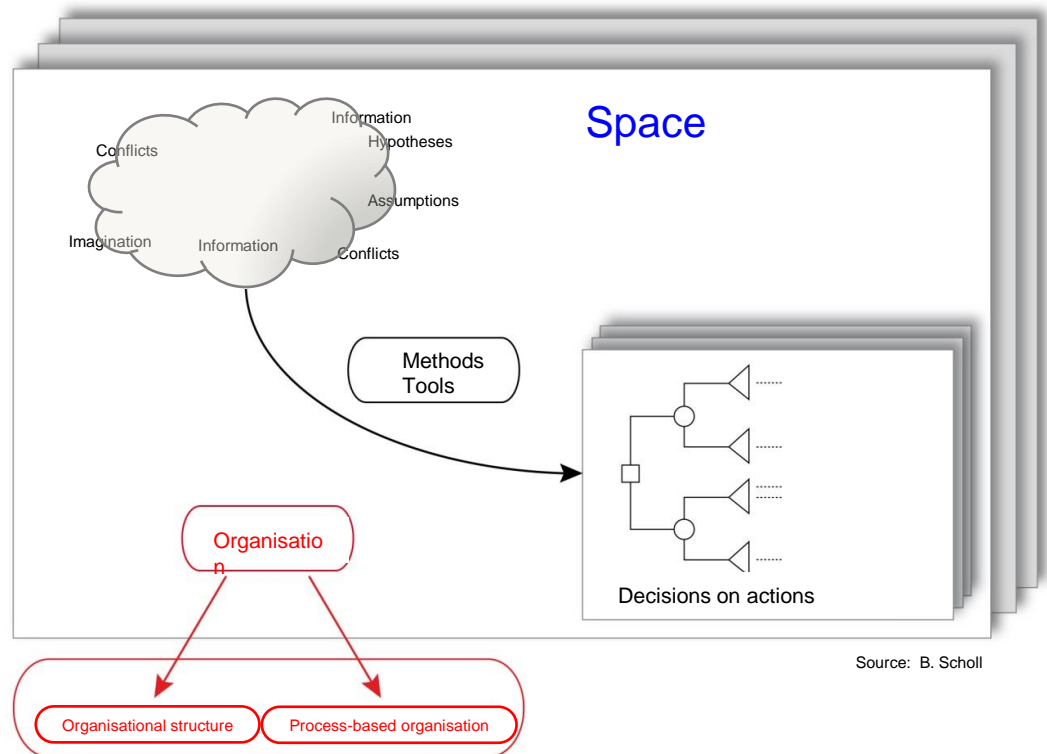 Space
Information
Hypotheses
Conflicts
Assumptions
Imagination
Information
Conflicts
Methods
Tools
Organisatio
n
Decisions on actions
Source: B. Scholl
Organisational structure
Process-based organisation